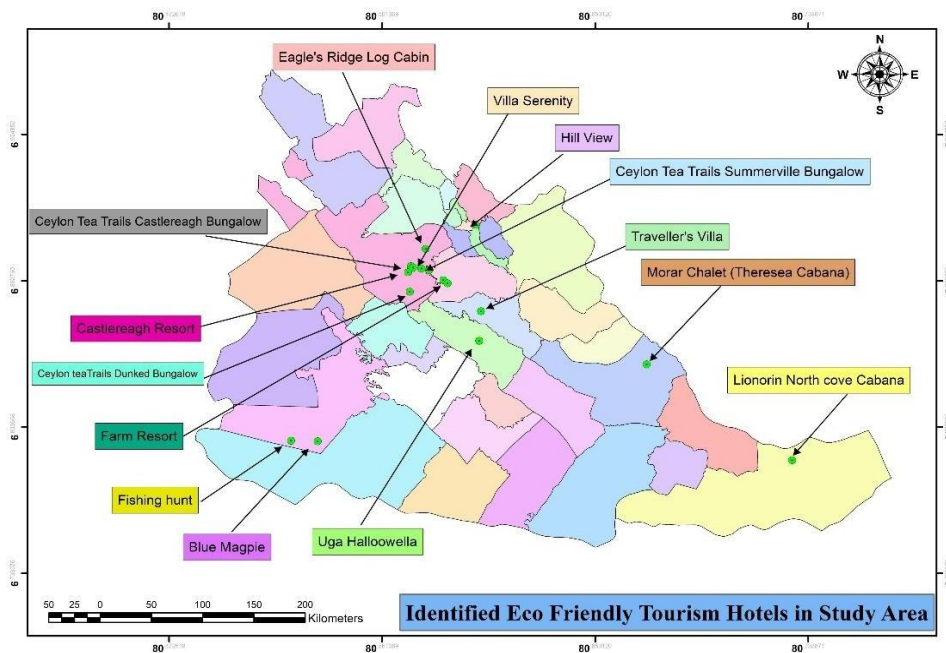 80
80
80
80
N
W E
S
Eagle's Ridge Log Cabin
Villa Serenity
Hill View
Ceylon Tea Trails Summerville Bungalow
Ceylon Tea Trails Castlereagh Bungalow
Traveller's Villa
Morar Chalet (Theresea Cabana)
Castlereagh Resort
Ceylon teaTrails Dunked Bungalow
Lionorin North cove Cabana
Farm Resort
Fishing hunt
Blue Magpie
Uga Halloowella
50 25 0 50 100 150 200
Kilometers
Identified Eco Friendly Tourism Hotels in Study Area
6
6
6
6
80
80
80
80